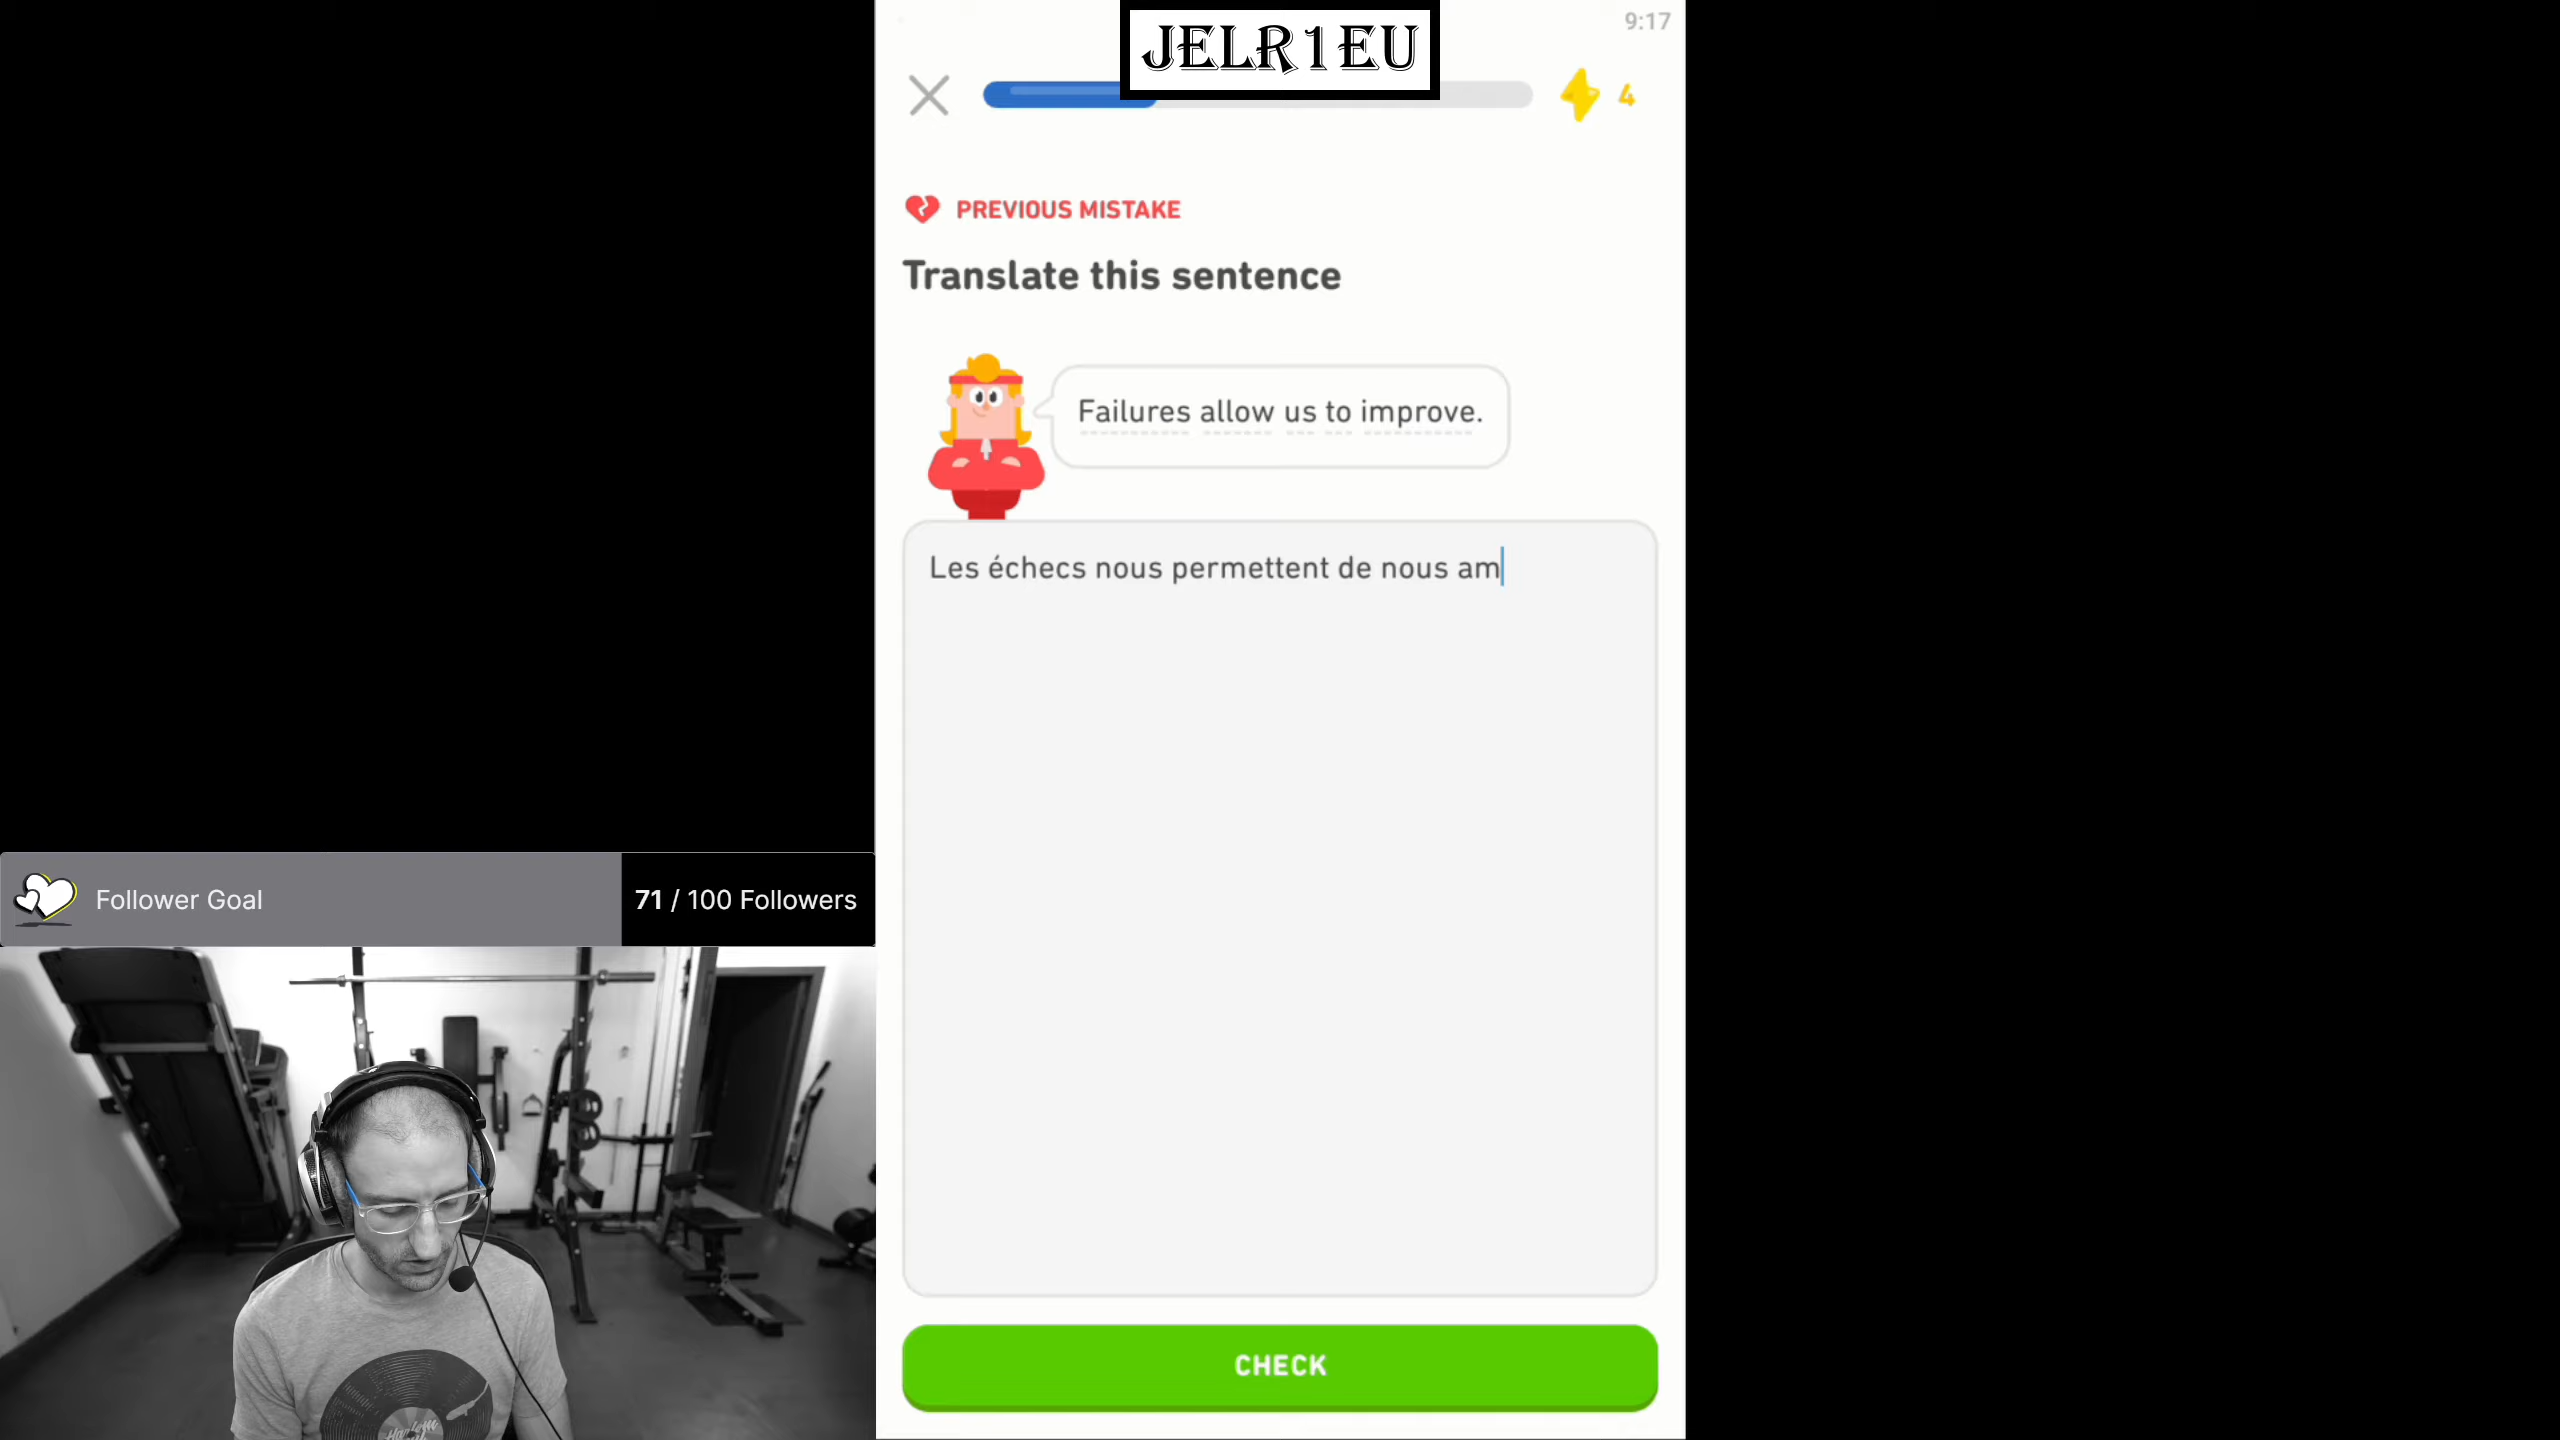 JELR1EU
9:17
4
PREVIOUS MISTAKE
Translate this sentence
Failures allow us to improve.
Les échecs nous permettent de nous am
CHECK
Follower Goal
71 / 100 Followers